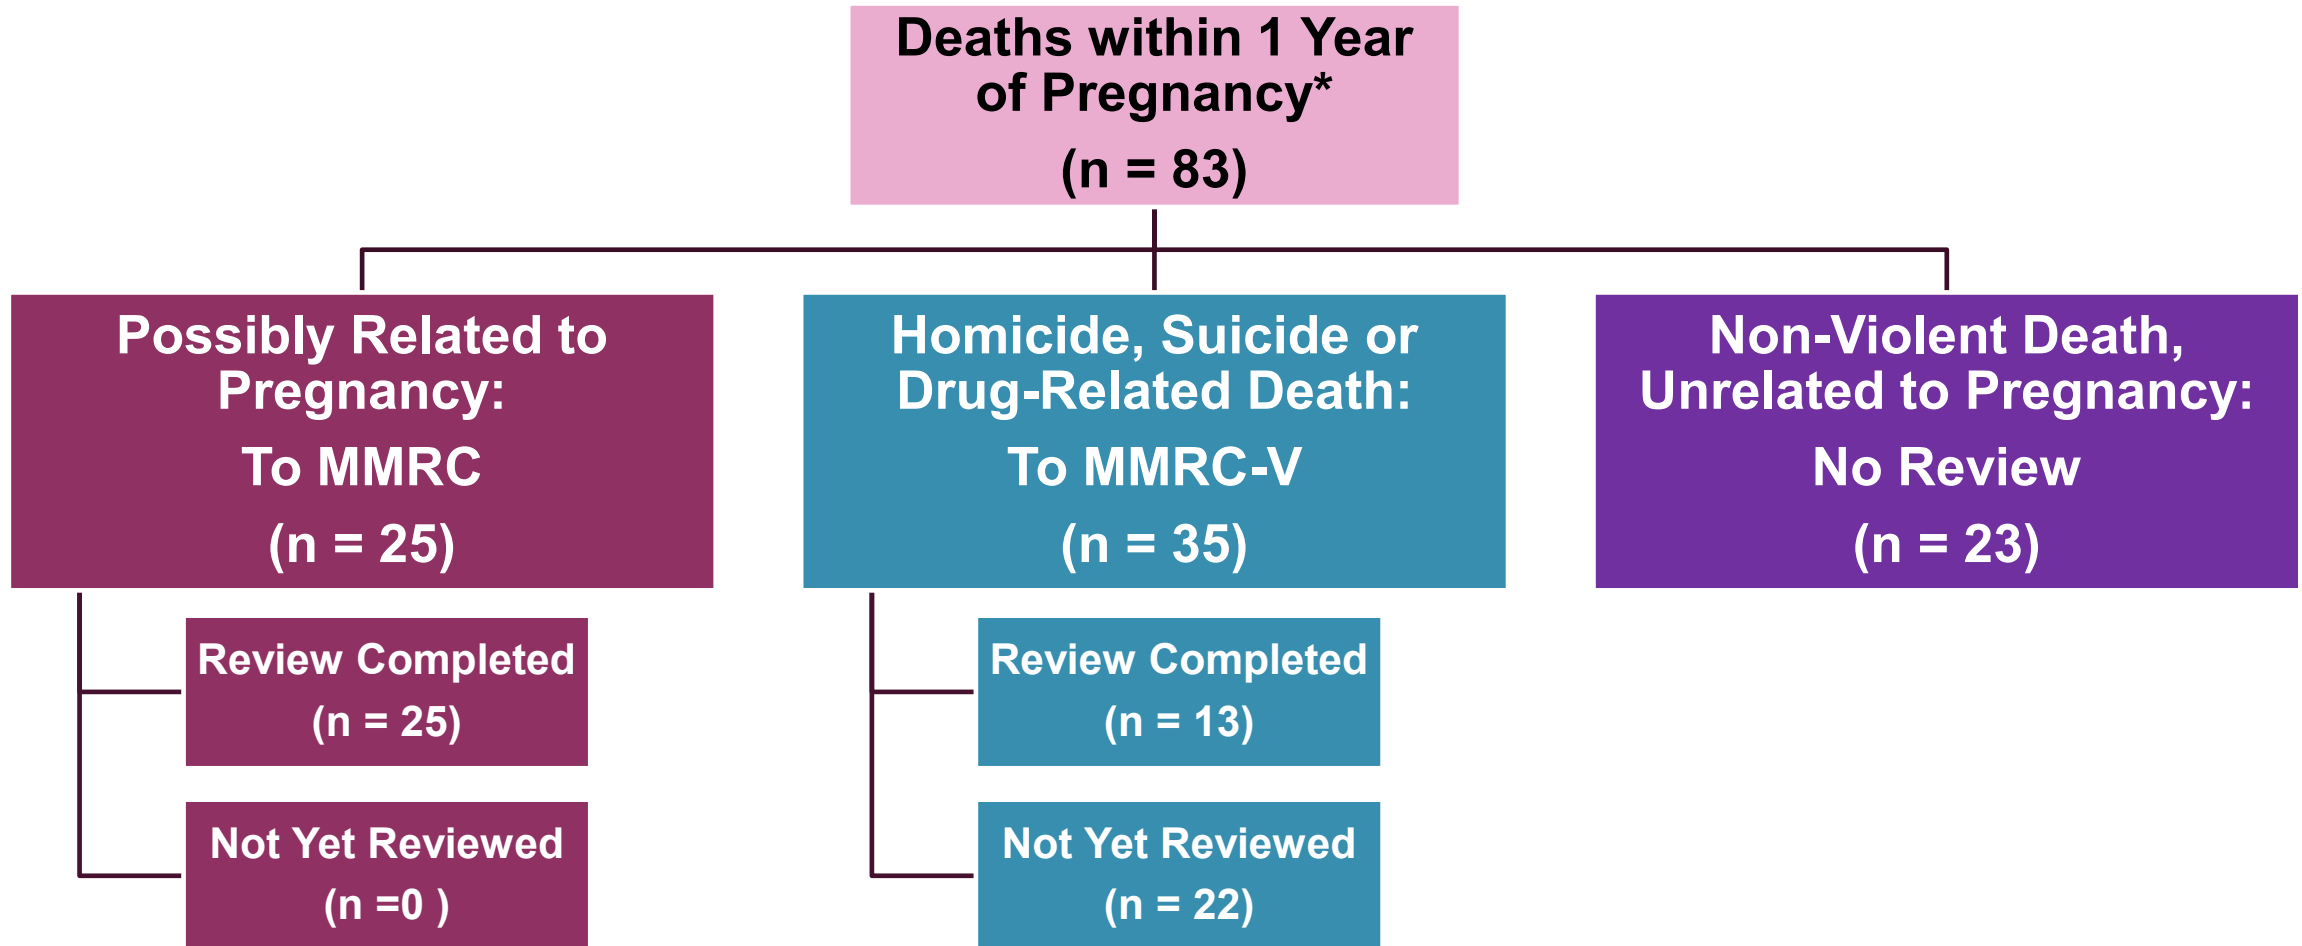 Deaths within 1 Year
of Pregnancy*
(n = 83)
Possibly Related to
Pregnancy:
To MMRC
(n = 25)
Homicide, Suicide or
Drug-Related Death:
To MMRC-V
(n = 35)
Non-Violent Death,
Unrelated to Pregnancy:
No Review
(n = 23)
Review Completed
(n = 25)
Not Yet Reviewed
(n =0 )
Review Completed
(n = 13)
Not Yet Reviewed
(n = 22)